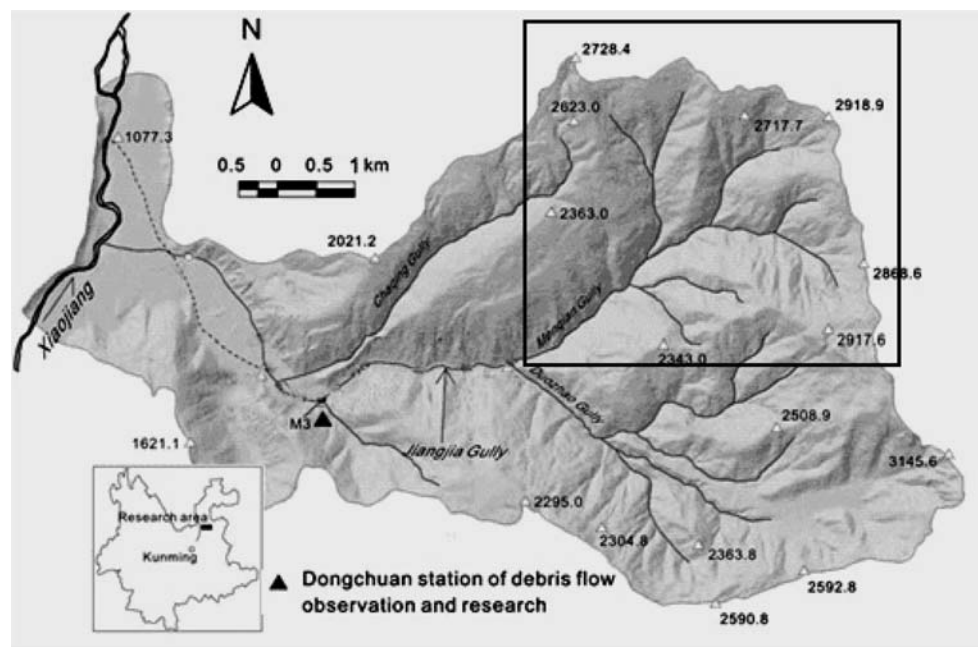 N
2728.4
2623.0
2918.9
2717.7
1077.3
0.5 0 0.5 1 km
2363.0
2021.2
Chaqing Gully
2868.6
Xiaojiang
Menqian Gully
2917.6
2343.0
Duozhao Gully
M3
2508.9
1621.1
Jiangjia Gully
3145.6
2295.0
Research area
2304.8
2363.8
Kunming
2592.8
Dongchuan station of debris flow
observation and research
2590.8